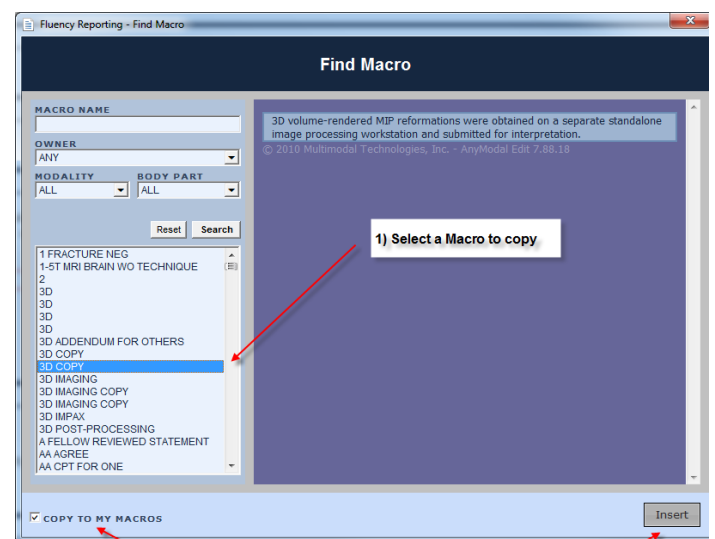 Fluency Reporting - Find Macro
Find Macro
MACRO NAME
OWNER
ANY
MODALITY BODY PART
ALL ALL
Reset Search
1 FRACTURE NEG
1-5T MRI BRAIN WO TECHNIQUE
2
3D
3D
3D
3D
3D ADDENDUM FOR OTHERS
3D COPY
3D COPY
3D IMAGING
3D IMAGING COPY
3D IMAGING COPY
3D IMPAX
3D POST-PROCESSING
A FELLOW REVIEWED STATEMENT
AA AGREE
AA CPT FOR ONE
3D volume-rendered MIP reformations were obtained on a separate standalone
image processing workstation and submitted for interpretation.
© 2010 Multimodal Technologies, Inc. - AnyModal Edit 7.88.18
1) Select a Macro to copy
COPY TO MY MACROS
Insert